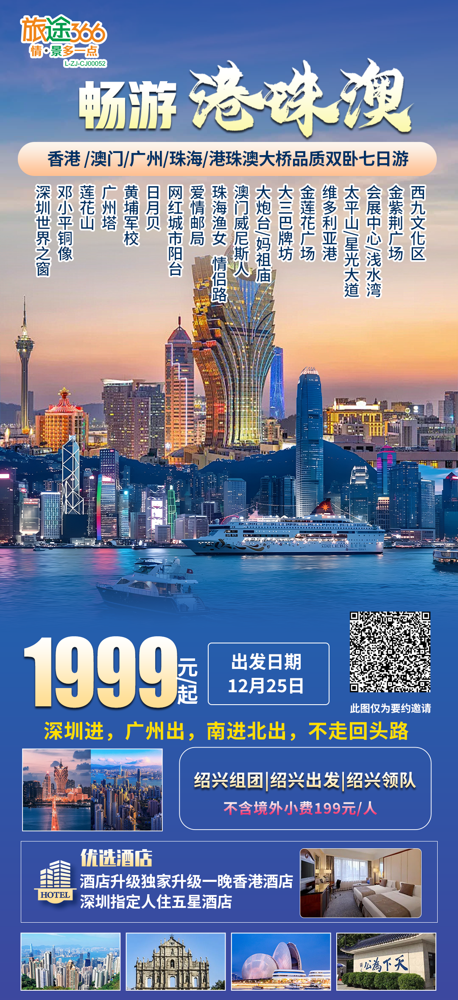 旅途366
情·景多一点
L-ZJ-CJ00052
畅游港珠澳
香港 /澳门/广州/珠海/港珠澳大桥品质双卧七日游
西九文化区
金紫荆广场
会展中心/浅水湾
太平山/星光大道
维多利亚港
金莲花广场
大三巴牌坊
大炮台/妈祖庙
澳门威尼斯人
珠海渔女 情侣路
爱情邮局
网红城市阳台
日月贝
黄埔军校
广州塔
莲花山
邓小平铜像
深圳世界之窗
1999元/起
出发日期
12月25日
此图仅为要约邀请
深圳进，广州出，南进北出，不走回头路
绍兴组团|绍兴出发|绍兴领队
不含境外小费199元/人
优选酒店
酒店升级独家升级一晚香港酒店
深圳指定人住五星酒店
HOTEL
天下為公